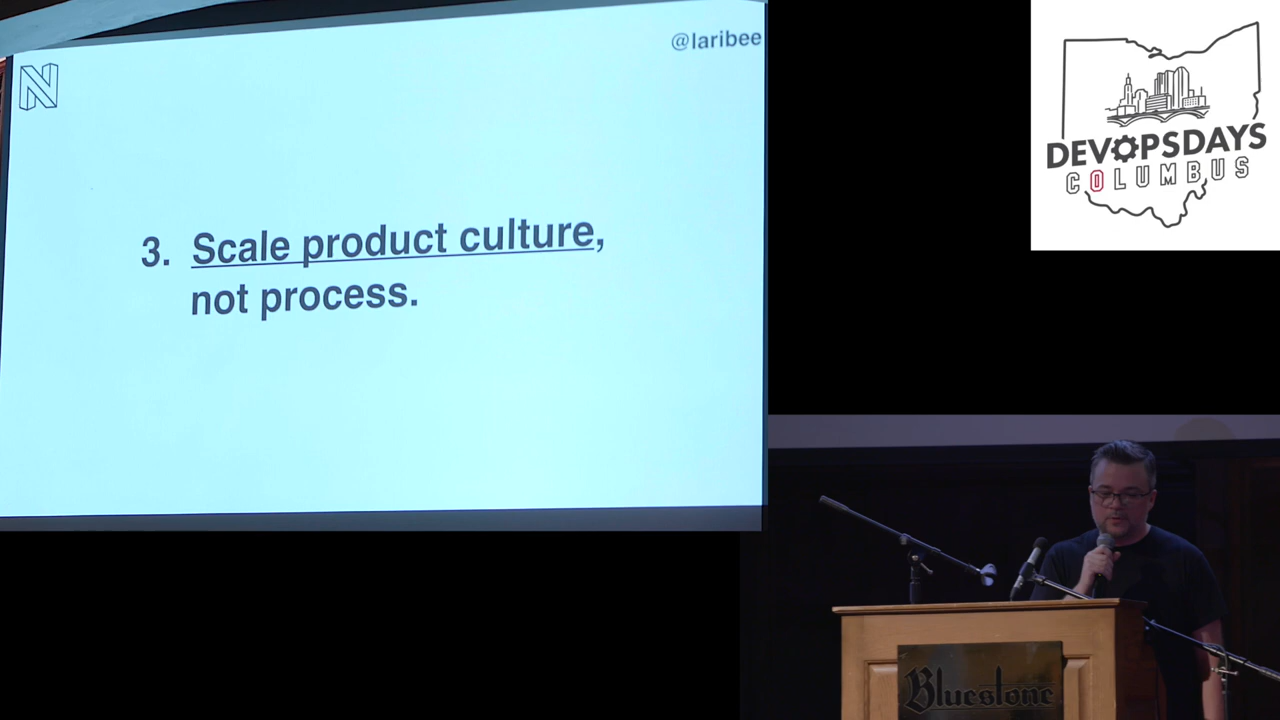 @laribee
N
3. Scale product culture,
not process.
DEVOPSDAYS
COLUMBUS
Bluestone